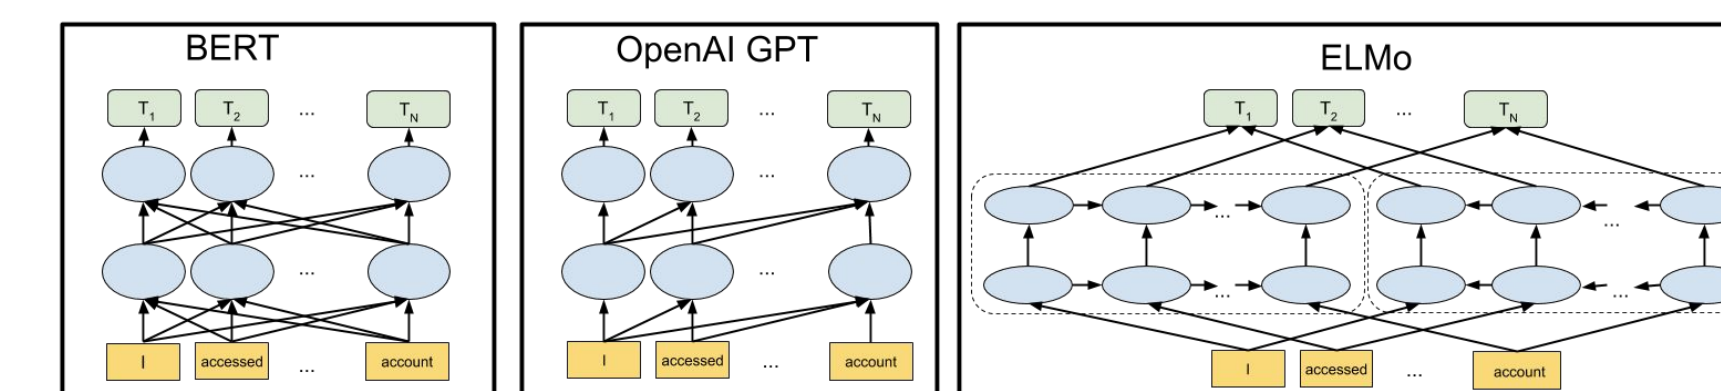 BERT
T1 T2 ... TN
...
...
I accessed ... account
OpenAI GPT
T1 T2 ... TN
...
...
I accessed ... account
ELMo
T1 T2 ... TN
... ...
... ...
I accessed ... account